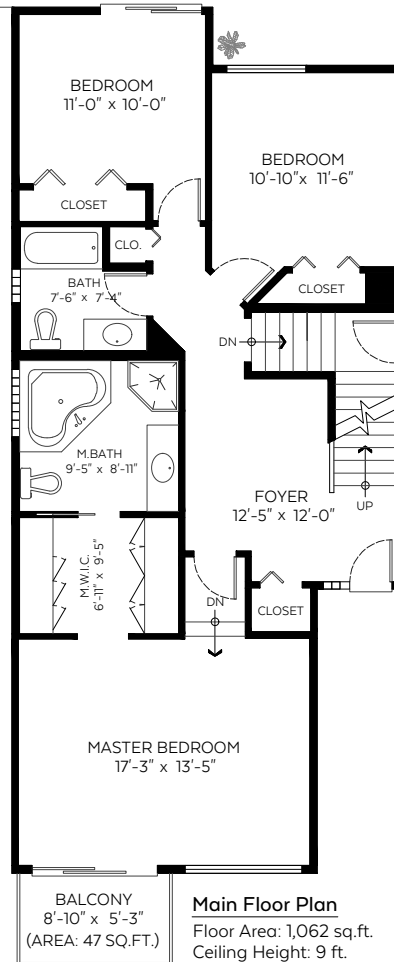 BEDROOM
11'-0" x 10'-0"
BEDROOM
10'-10" x 11'-6"
CLOSET
CLO.
BATH
7'-6" x 7'-4"
CLOSET
DN
M.BATH
9'-5" x 8'-11"
FOYER
12'-5" x 12'-0"
UP
M.W.I.C.
6'-11" x 9'-5"
DN
CLOSET
MASTER BEDROOM
17'-3" x 13'-5"
BALCONY
8'-10" x 5'-3"
(AREA: 47 SQ.FT.)
Main Floor Plan
Floor Area: 1,062 sq.ft.
Ceiling Height: 9 ft.